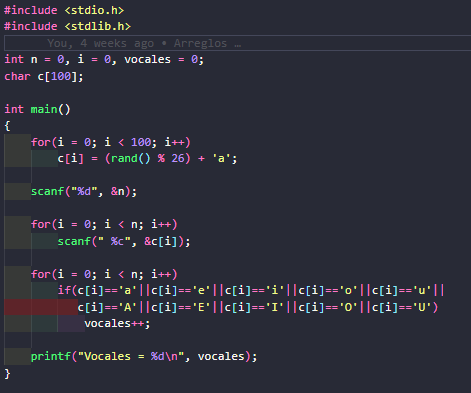 #include <stdio.h>
#include <stdlib.h>
You, 4 weeks ago • Arreglos …
int n = 0, i = 0, vocales = 0;
char c[100];
int main()
{
for(i = 0; i < 100; i++)
c[i] = (rand() % 26) + 'a';
scanf("%d", &n);
for(i = 0; i < n; i++)
scanf(" %c", &c[i]);
for(i = 0; i < n; i++)
if(c[i]=='a'||c[i]=='e'||c[i]=='i'||c[i]=='o'||c[i]=='u'||
c[i]=='A'||c[i]=='E'||c[i]=='I'||c[i]=='O'||c[i]=='U')
vocales++;
printf("Vocales = %d\n", vocales);
}